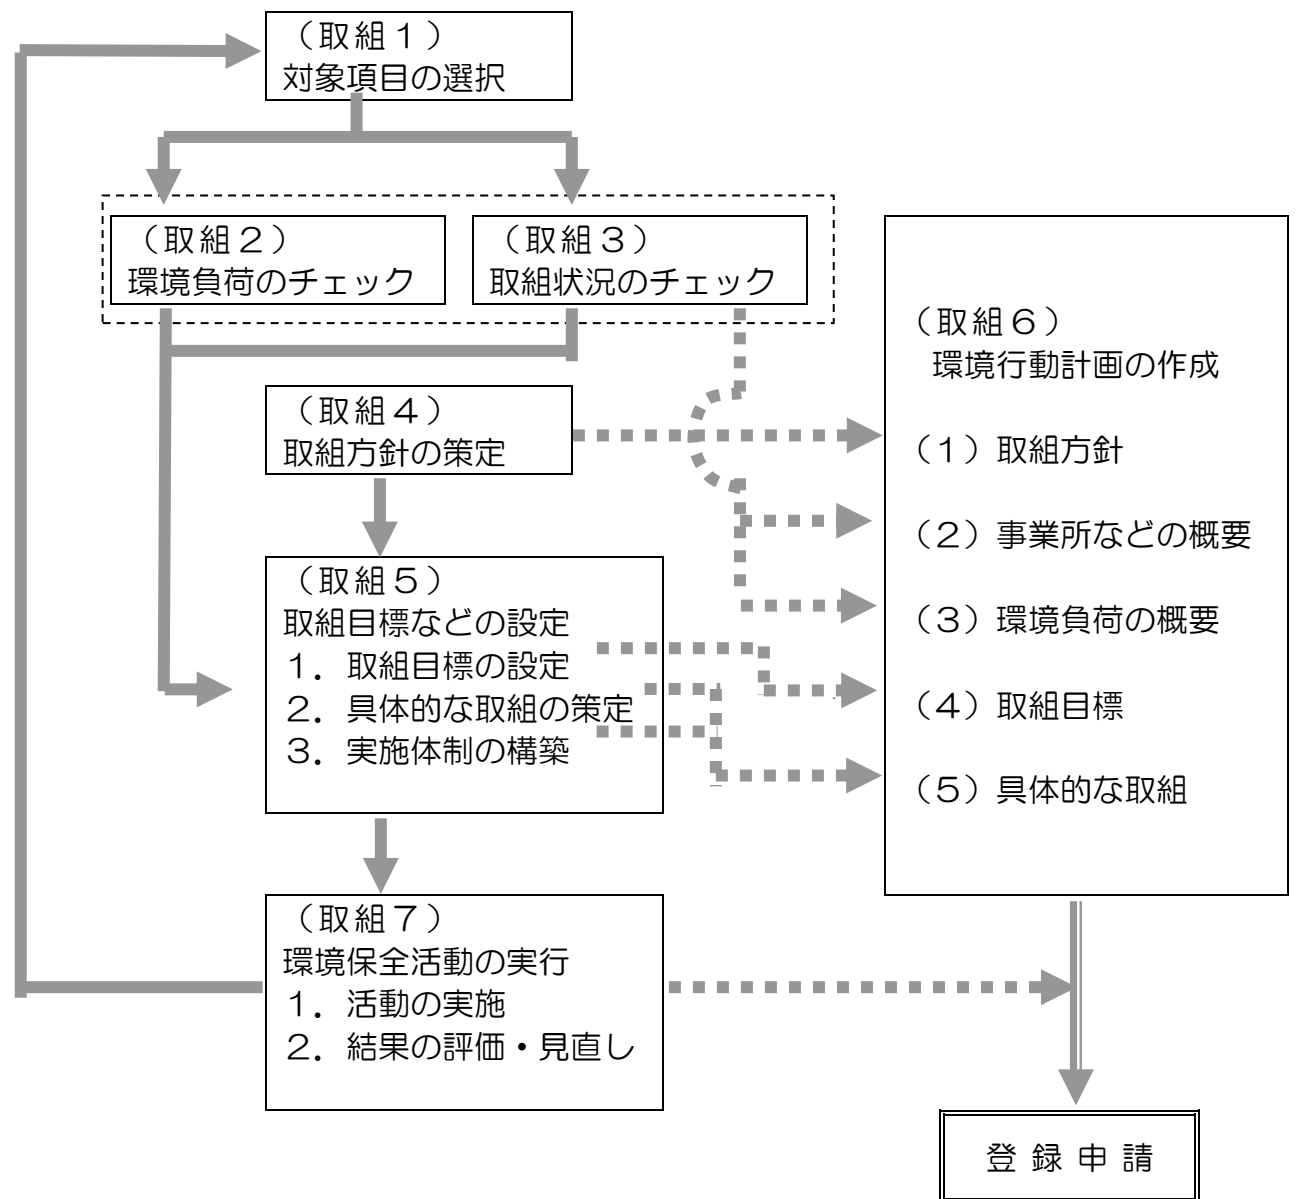 （取組１）
対象項目の選択
（取組２）
環境負荷のチェック
（取組３）
取組状況のチェック
（取組４）
取組方針の策定
（取組５）
取組目標などの設定
１．取組目標の設定
２．具体的な取組の策定
３．実施体制の構築
（取組６）
環境行動計画の作成
（１）取組方針
（２）事業所などの概要
（３）環境負荷の概要
（４）取組目標
（５）具体的な取組
（取組７）
環境保全活動の実行
１．活動の実施
２．結果の評価・見直し
登 録 申 請